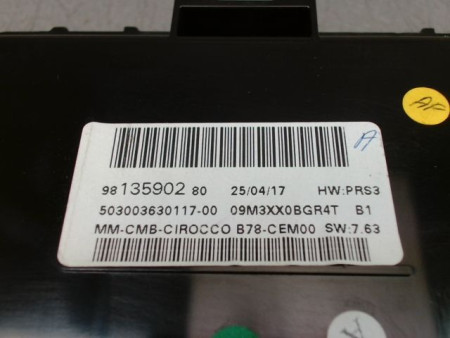 AF
A
98 135902 80 25/04/17 HW:PRS3
503003630117-00 09M3XX0BGR4T B1
MM-CMB-CIROCCO B78-CEM00 SW:7.63
A